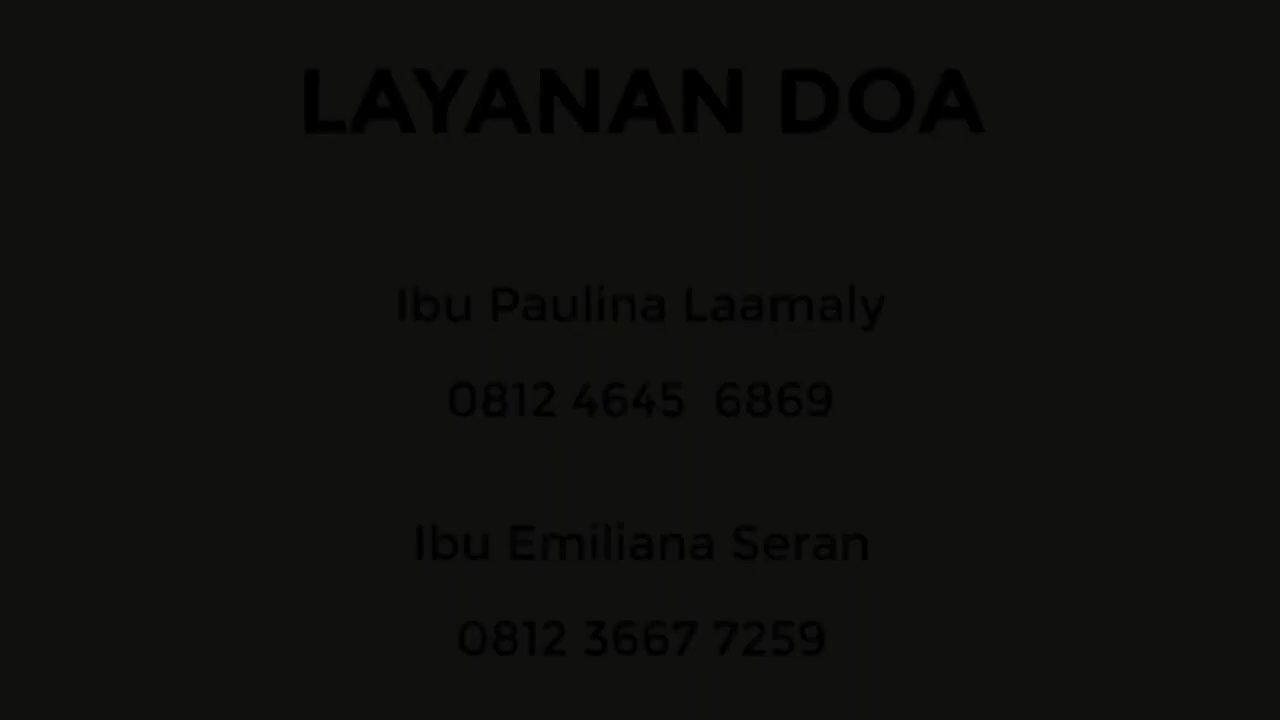 LAYANAN DOA
Ibu Paulina Laamaly
0812 4645  6869
Ibu Emiliana Seran
0812 3667 7259